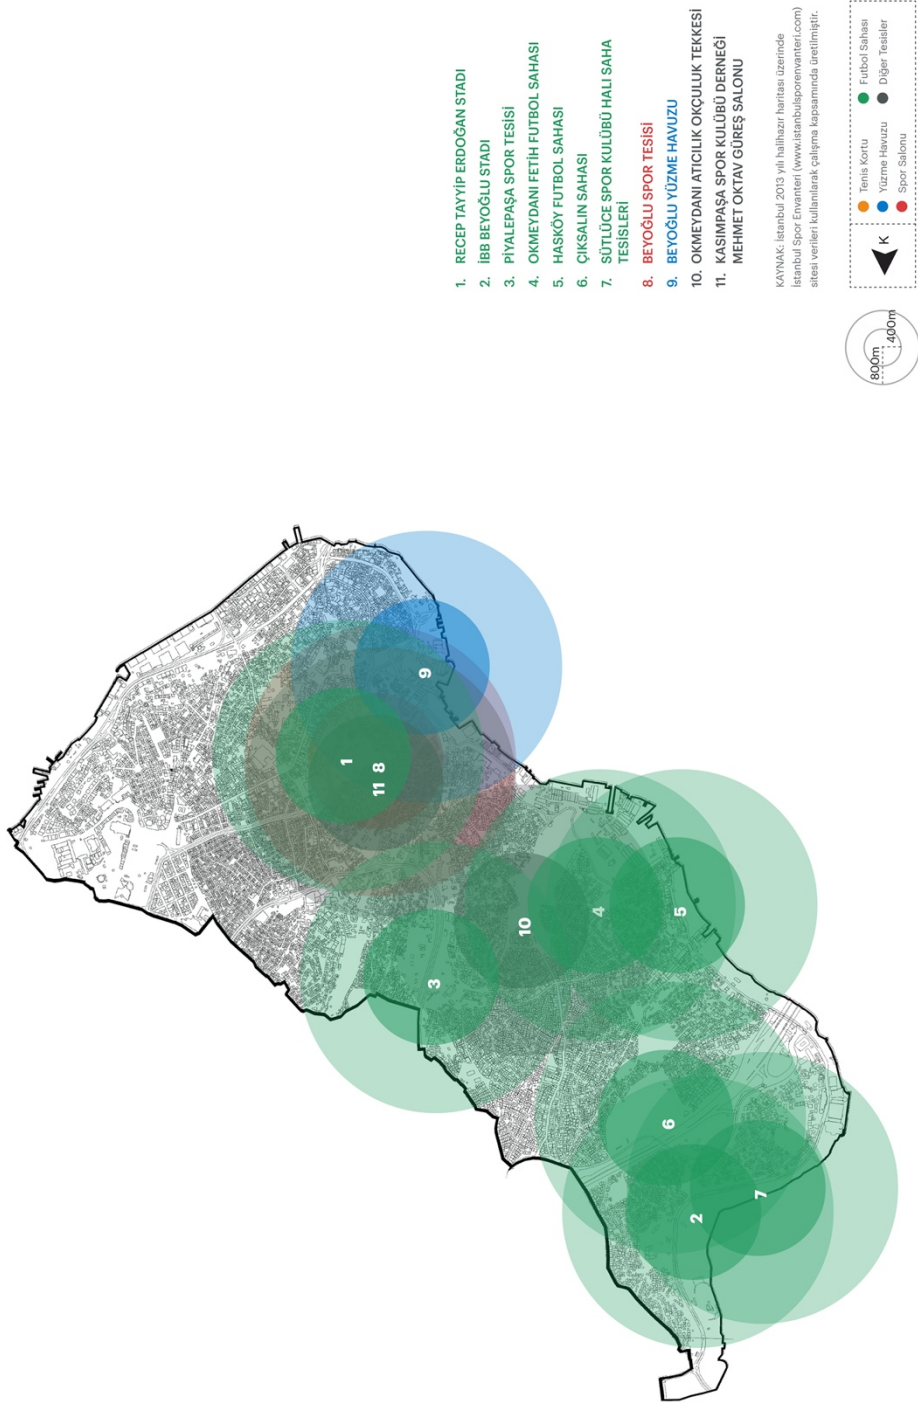 1. RECEP TAYYİP ERDOĞAN STADI
2. İBB BEYOĞLU STADI
3. PİYALEPAŞA SPOR TESİSİ
4. OKMEYDANI FETİH FUTBOL SAHASI
5. HASKÖY FUTBOL SAHASI
6. ÇIKSALIN SAHASI
7. SÜTLÜCE SPOR KULÜBÜ HALI SAHA
TESİSLERİ
8. BEYOĞLU SPOR TESİSİ
9. BEYOĞLU YÜZME HAVUZU
10. OKMEYDANI ATICILIK OKÇULUK TEKKESİ
11. KASIMPAŞA SPOR KULÜBÜ DERNEĞİ
MEHMET OKTAV GÜREŞ SALONU
KAYNAK: İstanbul 2013 yılı halihazır haritası üzerinde
İstanbul Spor Envanteri (www.istanbulsporenvanteri.com)
sitesi verileri kullanılarak çalışma kapsamında üretilmiştir.
800m
400m
K
Tenis Kortu
Yüzme Havuzu
Spor Salonu
Futbol Sahası
Diğer Tesisler
1
11 8
9
3
10
4
5
6
2
7